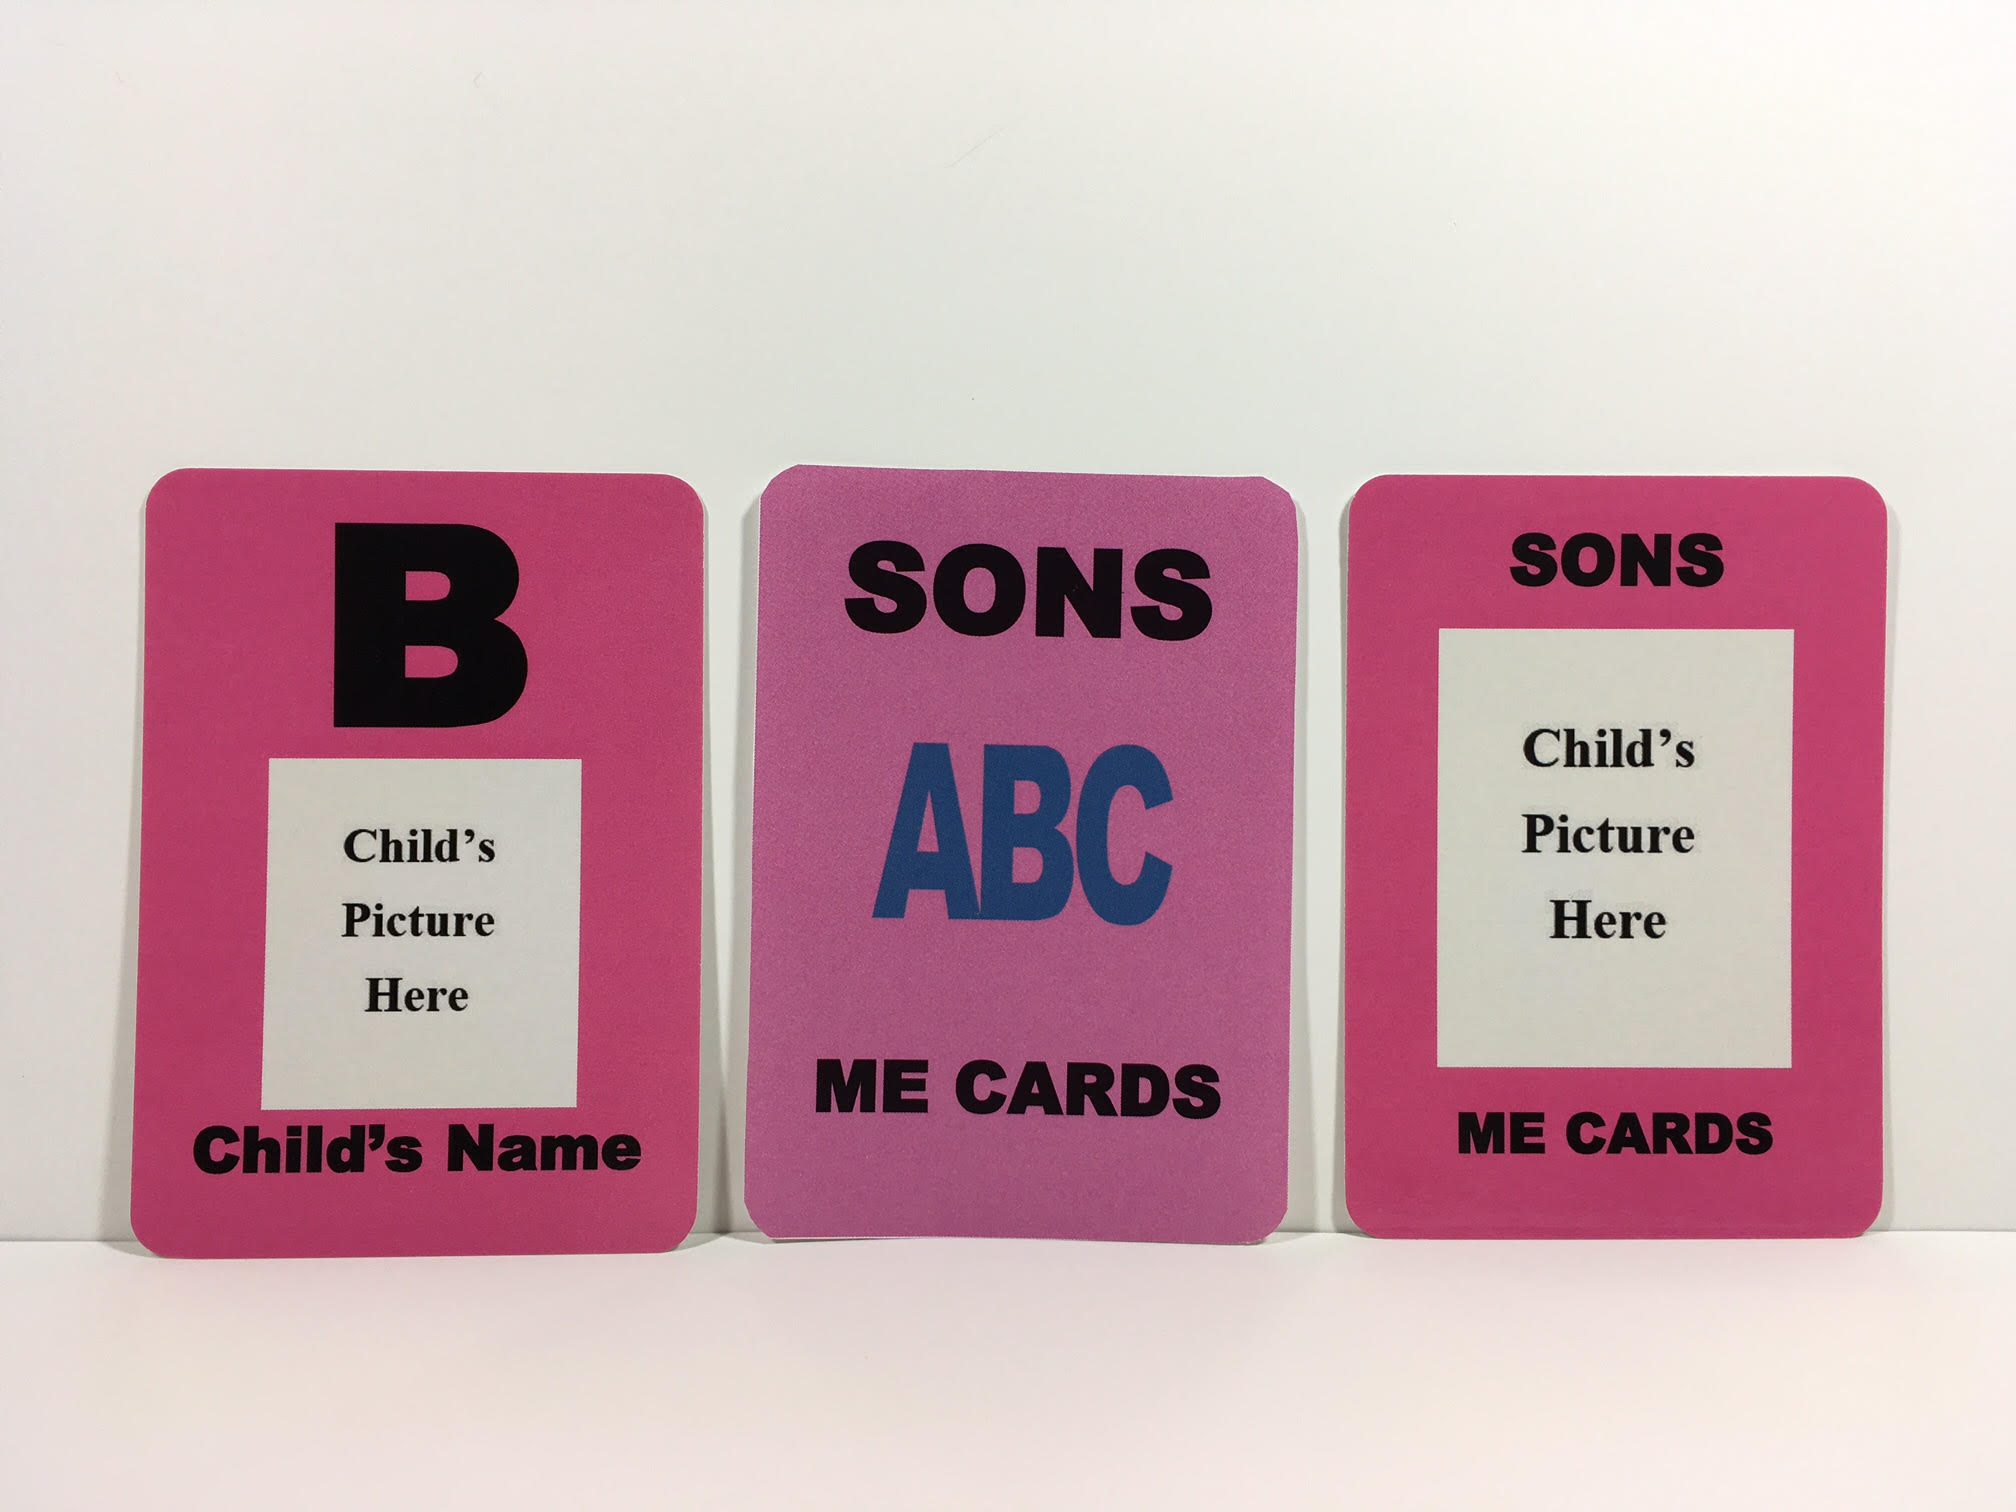 B
Child's
Picture
Here
Child's Name
SONS
ABC
ME CARDS
SONS
Child's
Picture
Here
ME CARDS